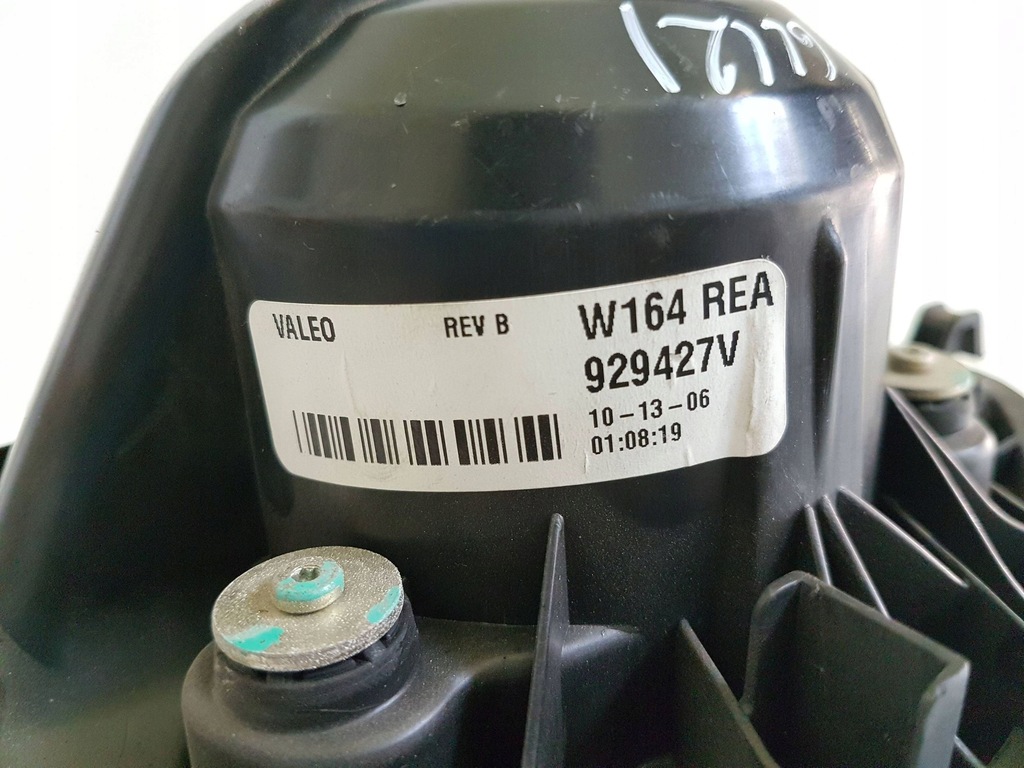 VALEO REV B W164 REA
929427V
10-13-06
01:08:19